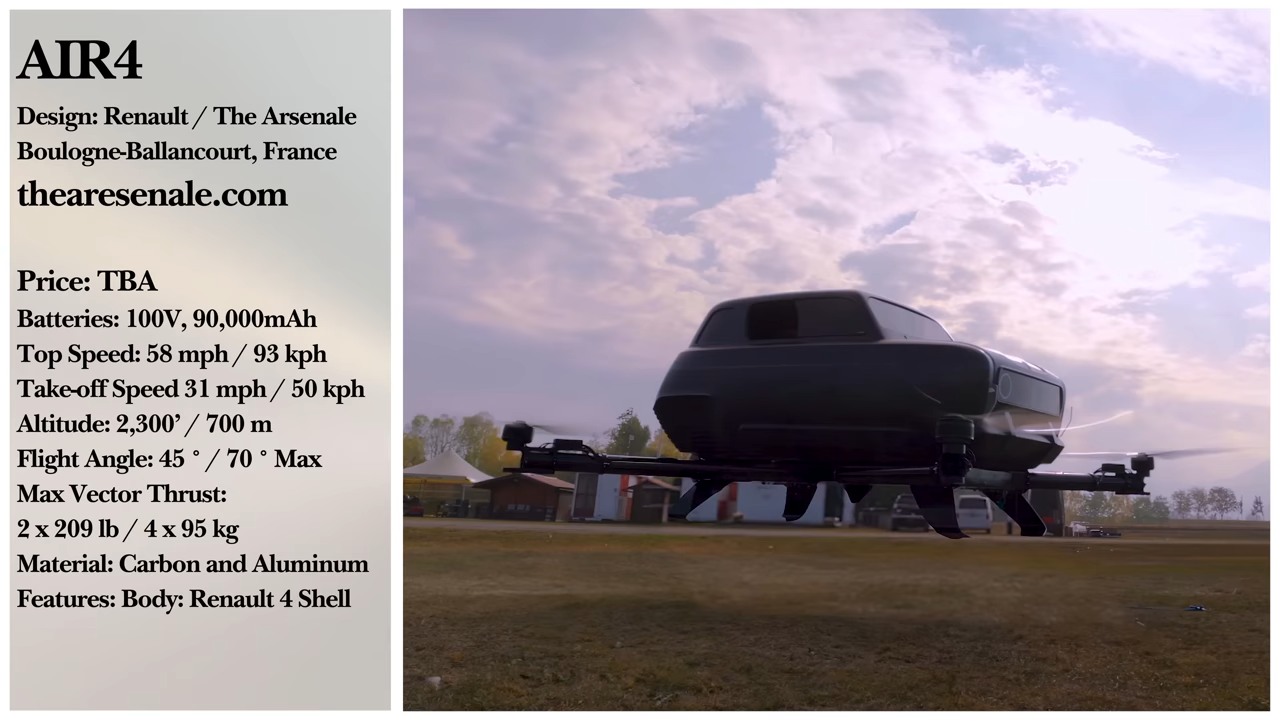 AIR4
Design: Renault / The Arsenale
Boulogne-Ballancourt, France
thearesenale.com
Price: TBA
Batteries: 100V, 90,000mAh
Top Speed: 58 mph / 93 kph
Take-off Speed 31 mph / 50 kph
Altitude: 2,300’ / 700 m
Flight Angle: 45 ° / 70 ° Max
Max Vector Thrust:
2 x 209 lb / 4 x 95 kg
Material: Carbon and Aluminum
Features: Body: Renault 4 Shell